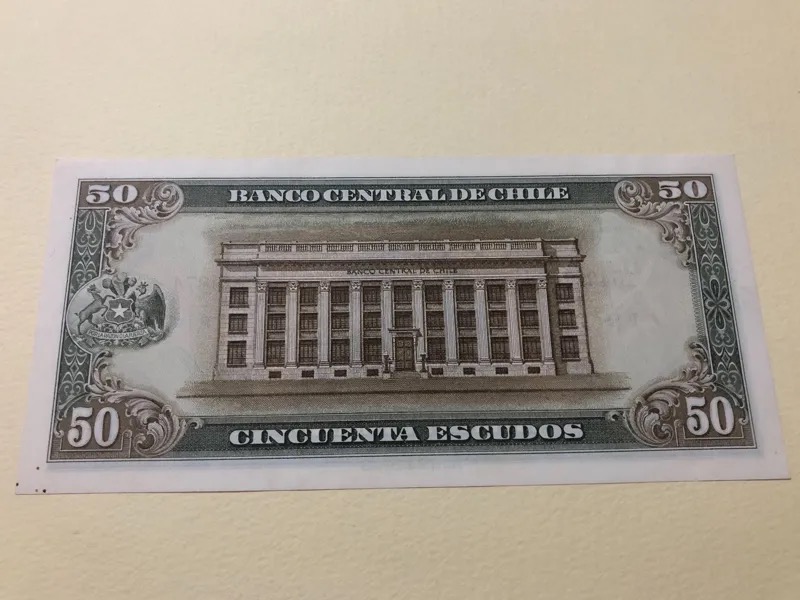 50 BANCO CENTRAL DE CHILE 50
BANCO CENTRAL DE CHILE
50 CINCUENTA ESCUDOS 50